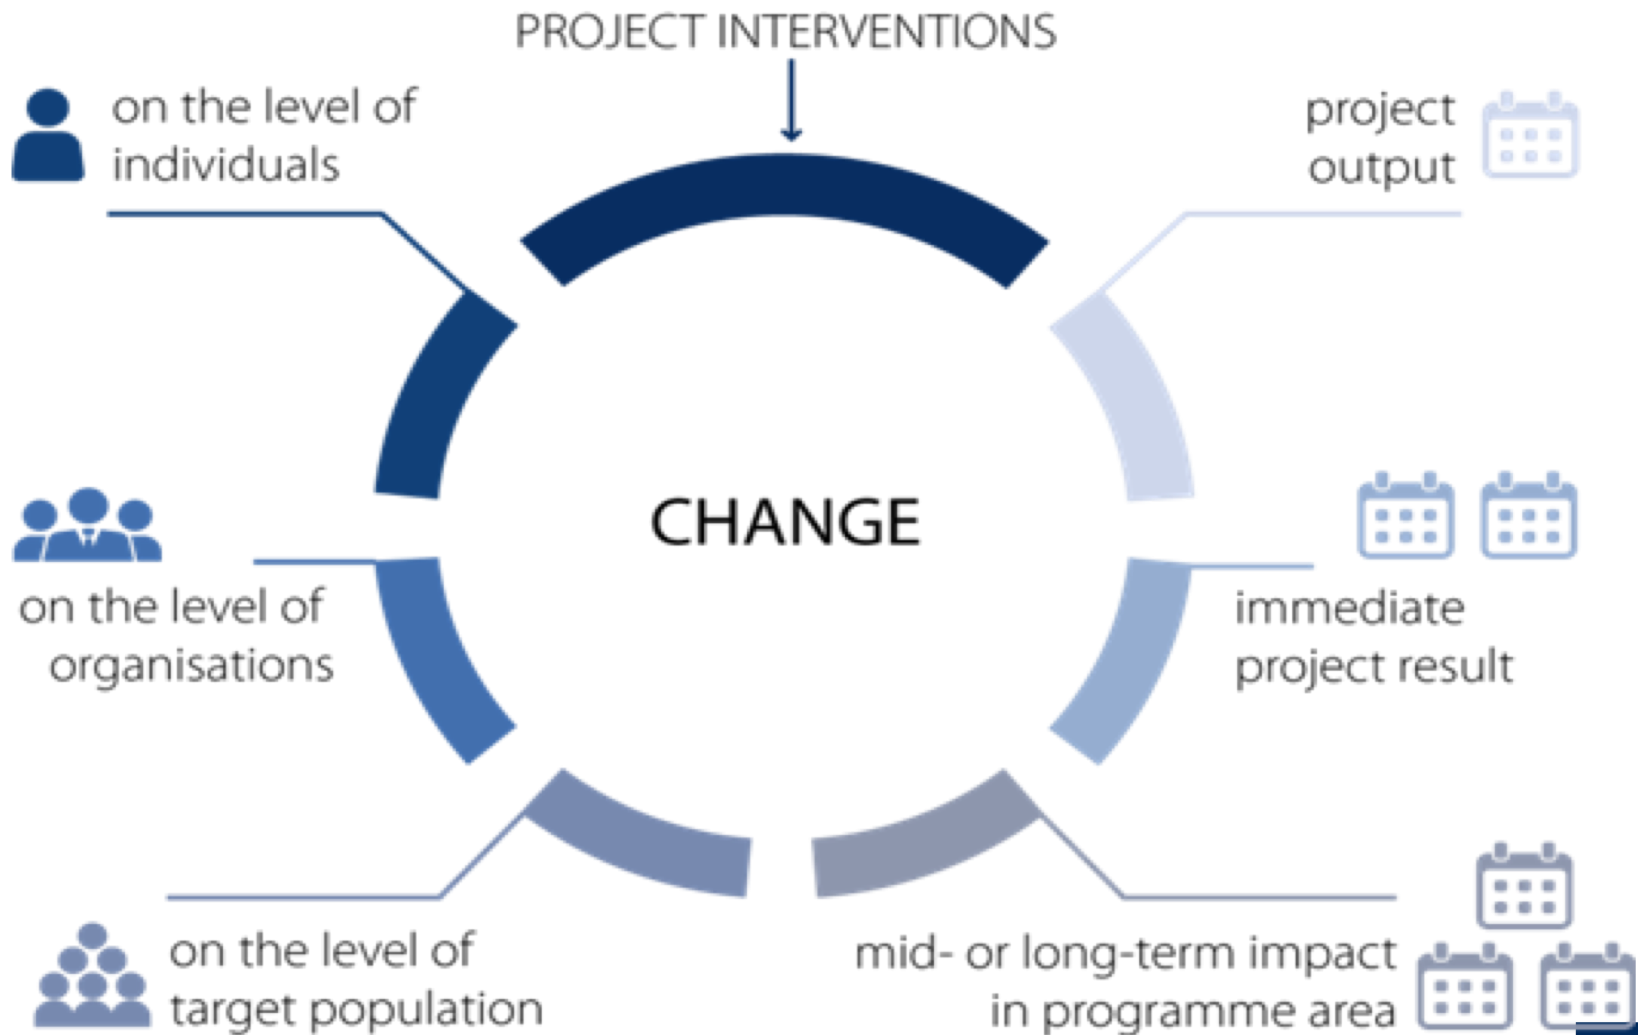 PROJECT INTERVENTIONS
on the level of
individuals
project
output
CHANGE
on the level of
organisations
immediate
project result
on the level of
target population
mid- or long-term impact
in programme area